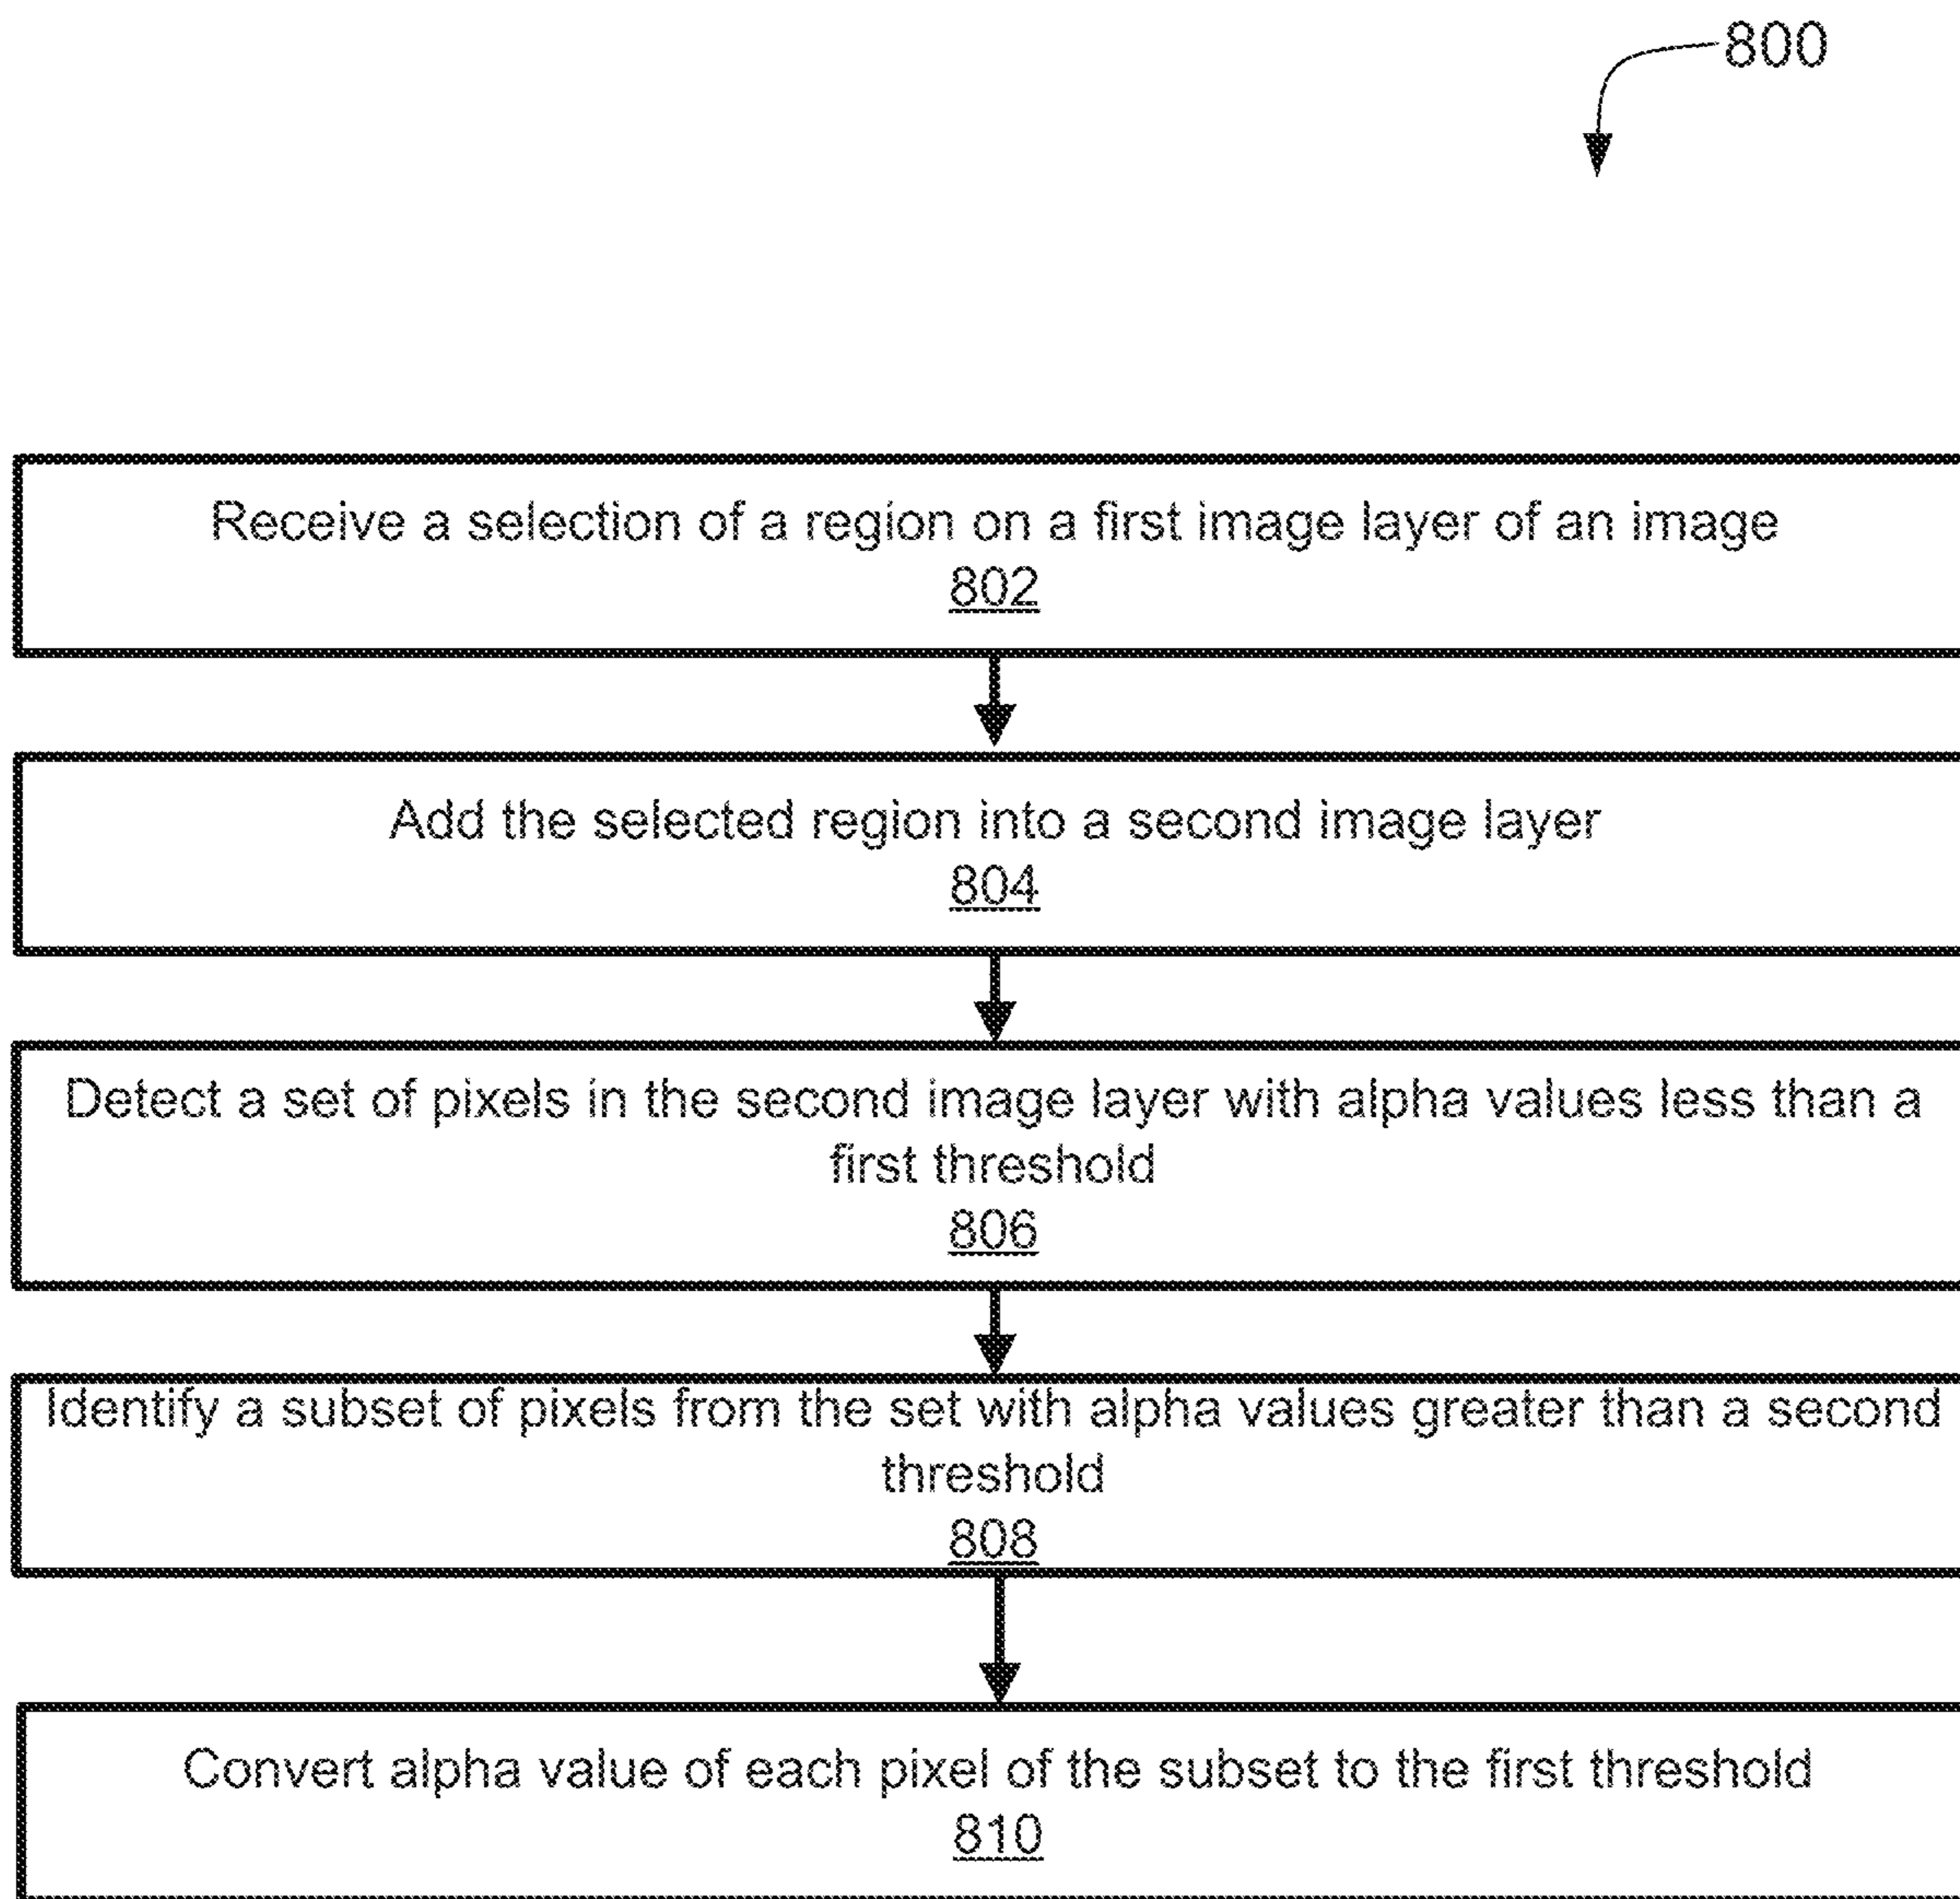 800
Receive a selection of a region on a first image layer of an image
802
Add the selected region into a second image layer
804
Detect a set of pixels in the second image layer with alpha values less than a
first threshold
806
Identify a subset of pixels from the set with alpha values greater than a second
threshold
808
Convert alpha value of each pixel of the subset to the first threshold
810